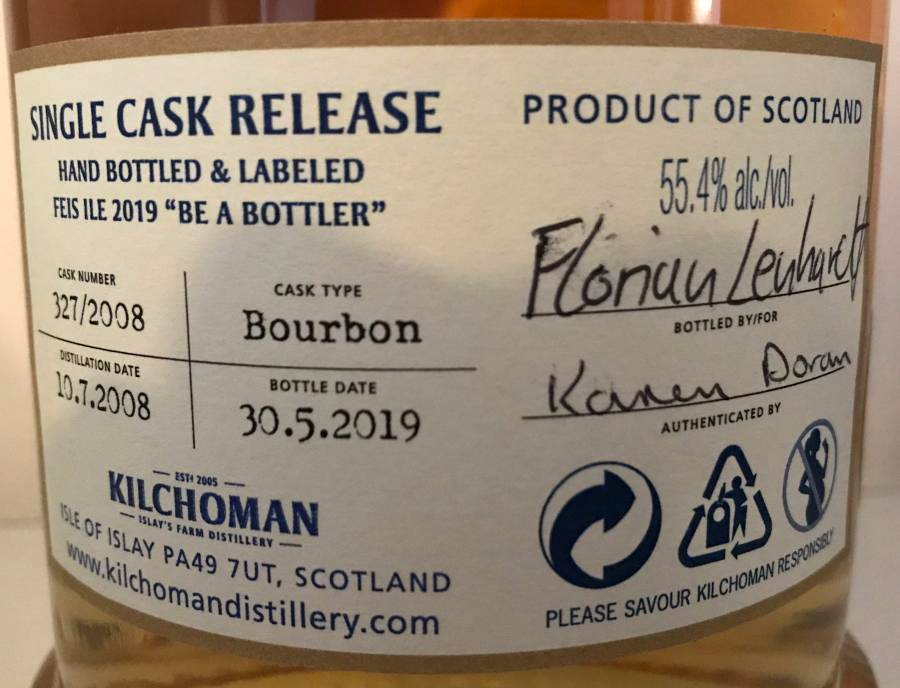 SINGLE CASK RELEASE
HAND BOTTLED & LABELED
FEIS ILE 2019 “BE A BOTTLER”
CASK NUMBER
327/2008
CASK TYPE
Bourbon
DISTILLATION DATE
10.7.2008
BOTTLE DATE
30.5.2019
ESTd 2005
KILCHOMAN
ISLAY'S FARM DISTILLERY
ISLE OF ISLAY PA49 7UT, SCOTLAND
www.kilchomandistillery.com
PRODUCT OF SCOTLAND
55.4% alc./vol.
Florian Lenhardt
BOTTLED BY/FOR
Karen Doran
AUTHENTICATED BY
PLEASE SAVOUR KILCHOMAN RESPONSIBLY